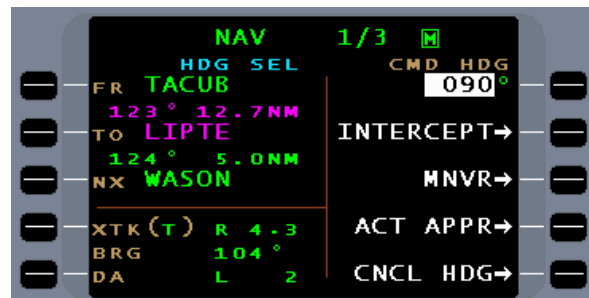 NAV 1/3 M
HDG SEL CMD HDG
FR TACUB 090°
123° 12.7NM
TO LIPTE INTERCEPT→
124° 5.0NM
NX WASON MNVR→
XTK(T) R 4.3 ACT APPR→
BRG 104°
DA L 2 CNCL HDG→